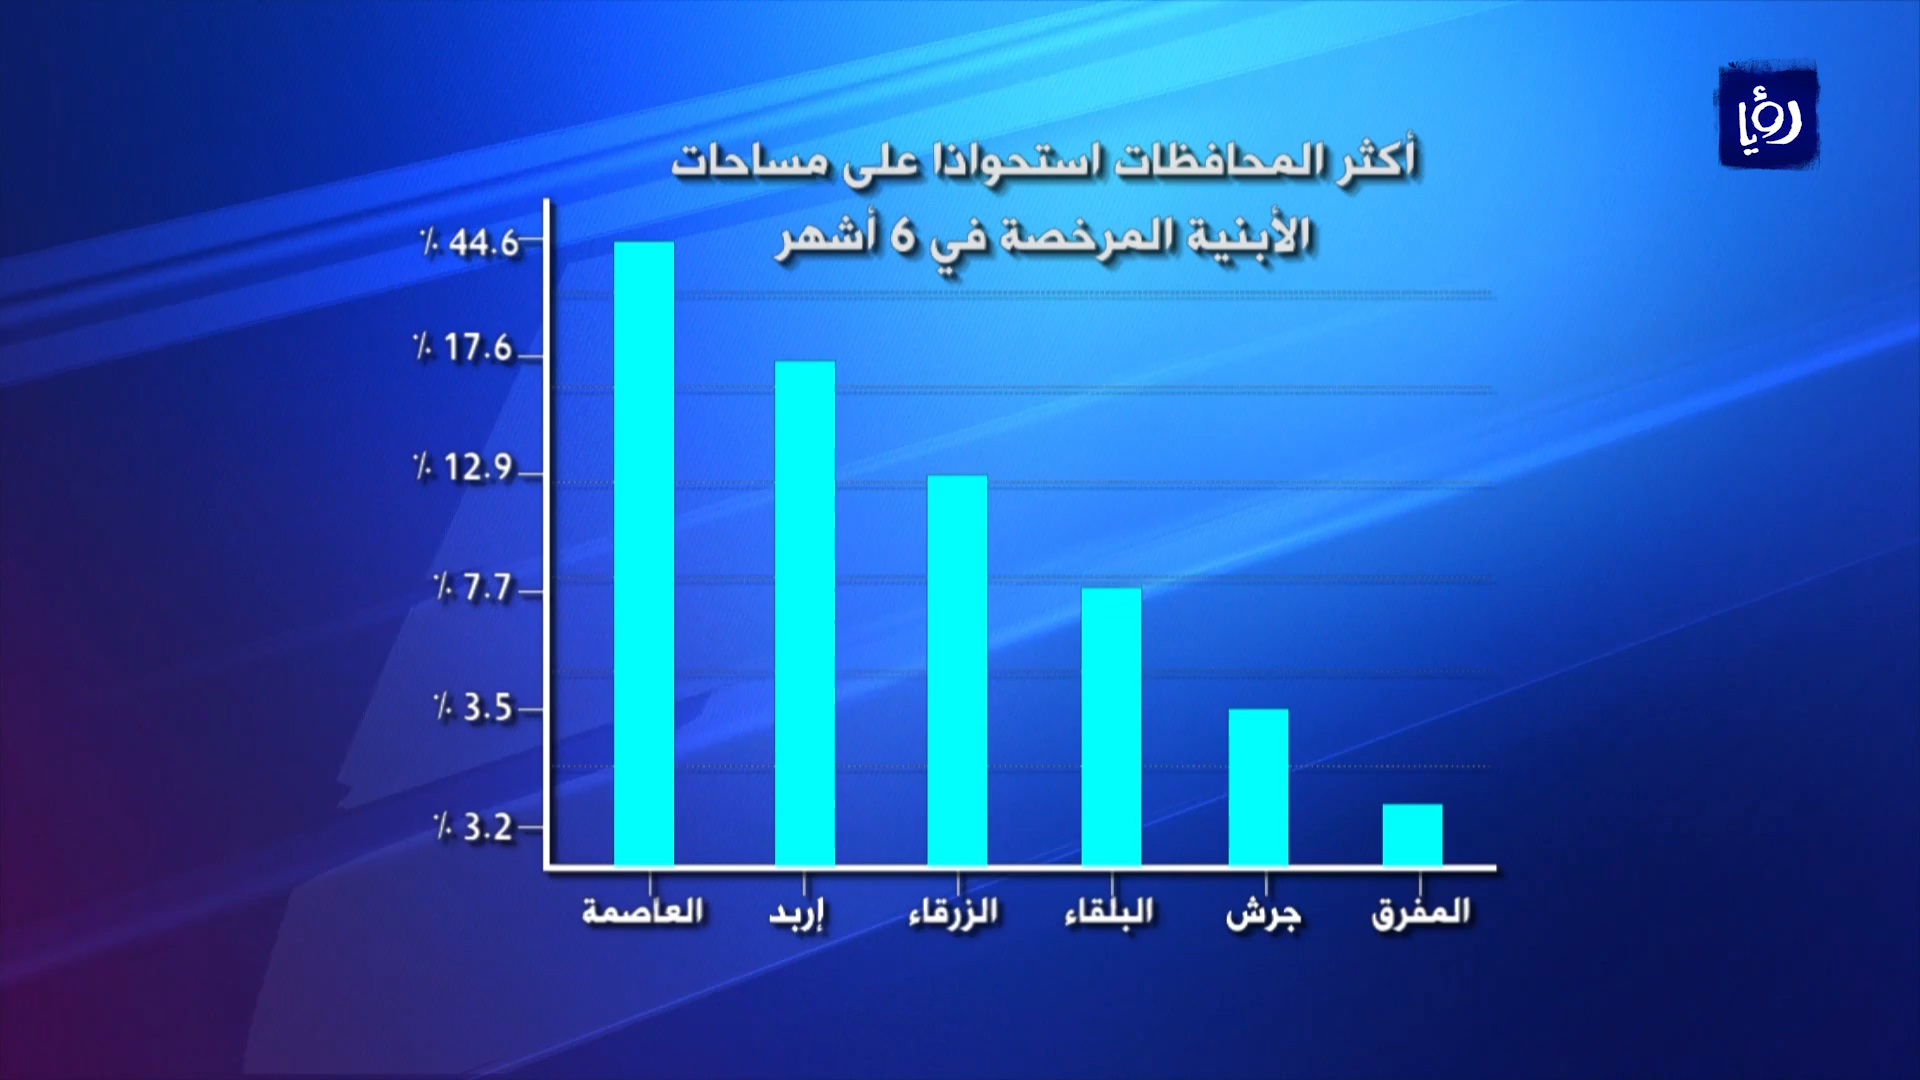 رؤيا
أكثر المحافظات استحواذا على مساحات
الأبنية المرخصة في 6 أشهر
٪ 44.6
٪ 17.6
٪ 12.9
٪ 7.7
٪ 3.5
٪ 3.2
العاصمة إربد الزرقاء البلقاء جرش المفرق